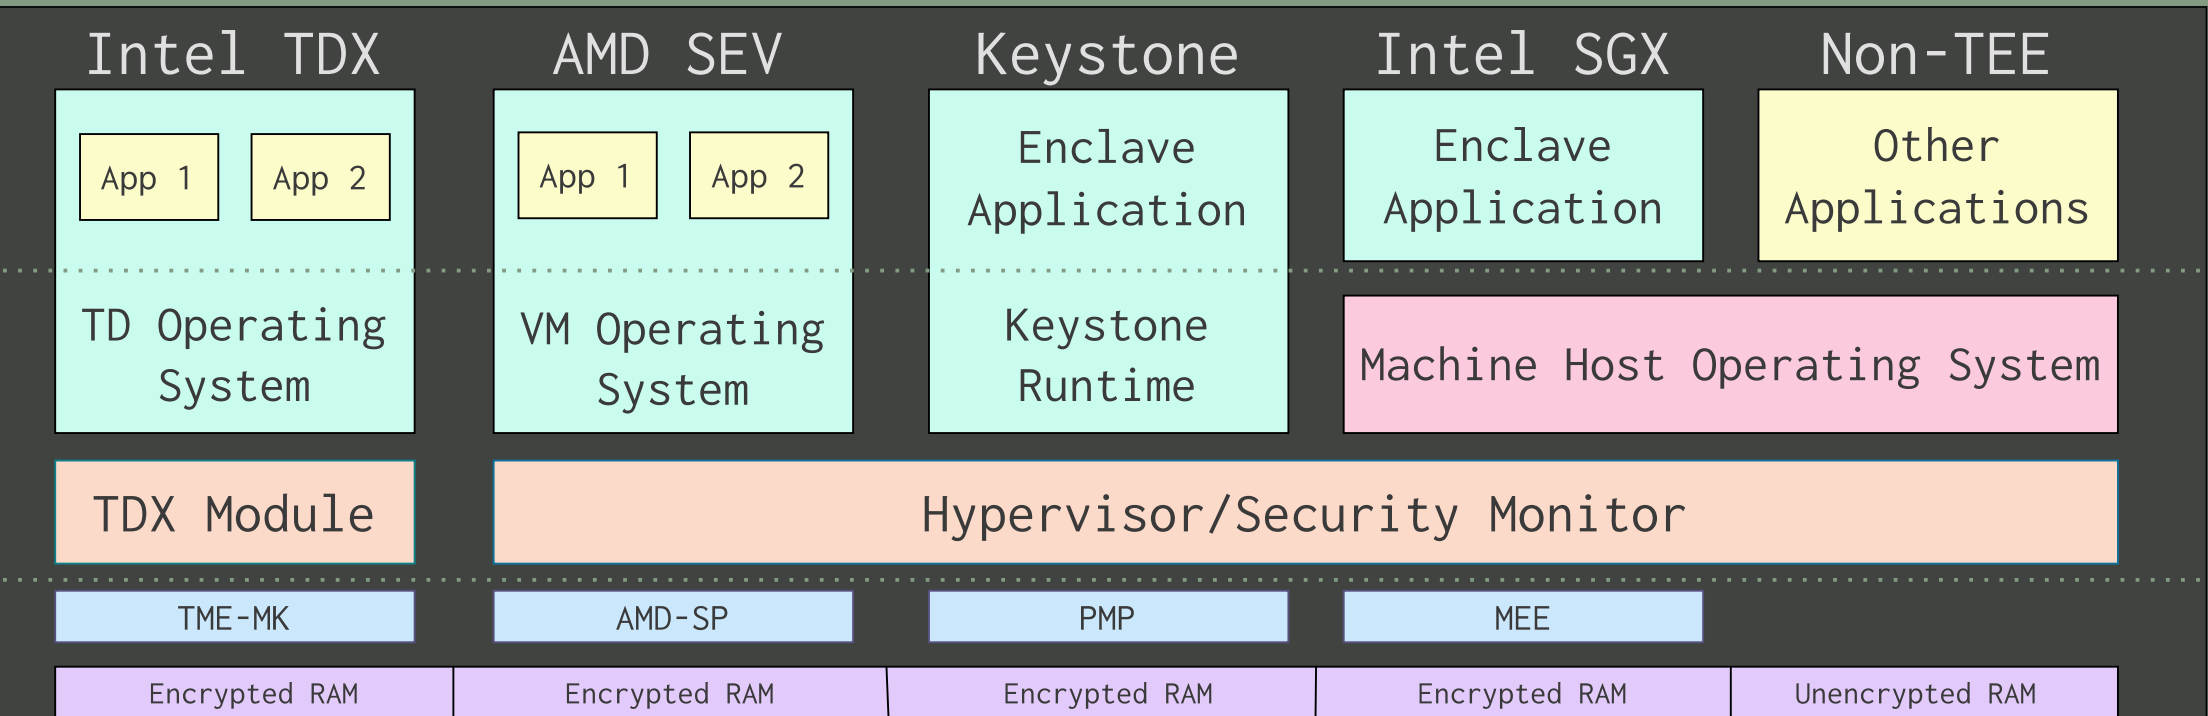 Intel TDX
AMD SEV
Keystone
Intel SGX
Non-TEE
App 1
App 2
TD Operating
System
App 1
App 2
VM Operating
System
Enclave
Application
Keystone
Runtime
Enclave
Application
Other
Applications
Machine Host Operating System
TDX Module
Hypervisor/Security Monitor
TME-MK
AMD-SP
PMP
MEE
Encrypted RAM
Encrypted RAM
Encrypted RAM
Encrypted RAM
Unencrypted RAM